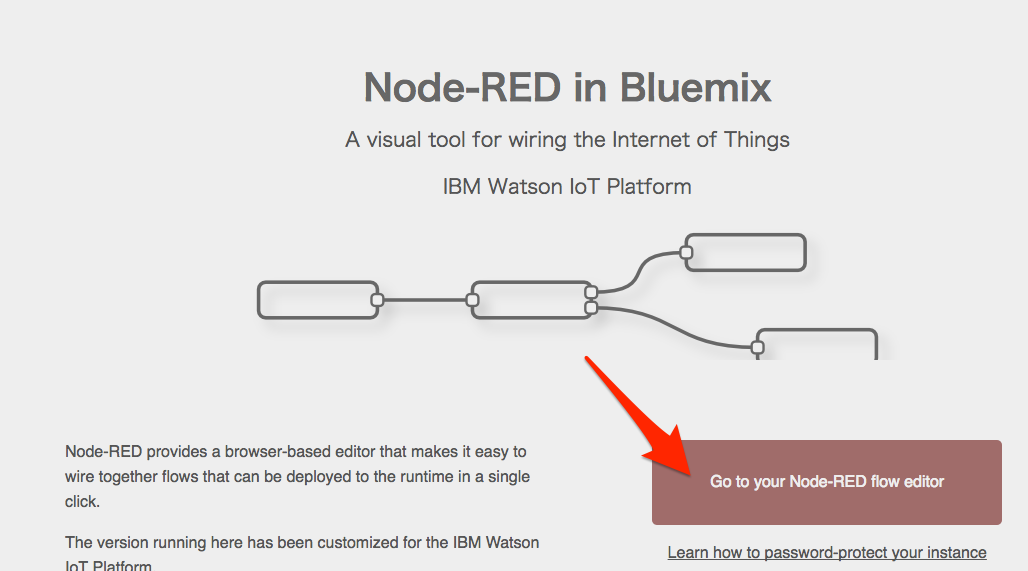 Node-RED in Bluemix
A visual tool for wiring the Internet of Things
IBM Watson IoT Platform
Node-RED provides a browser-based editor that makes it easy to
wire together flows that can be deployed to the runtime in a single
click.
The version running here has been customized for the IBM Watson
IoT Platform.
Go to your Node-RED flow editor
Learn how to password-protect your instance